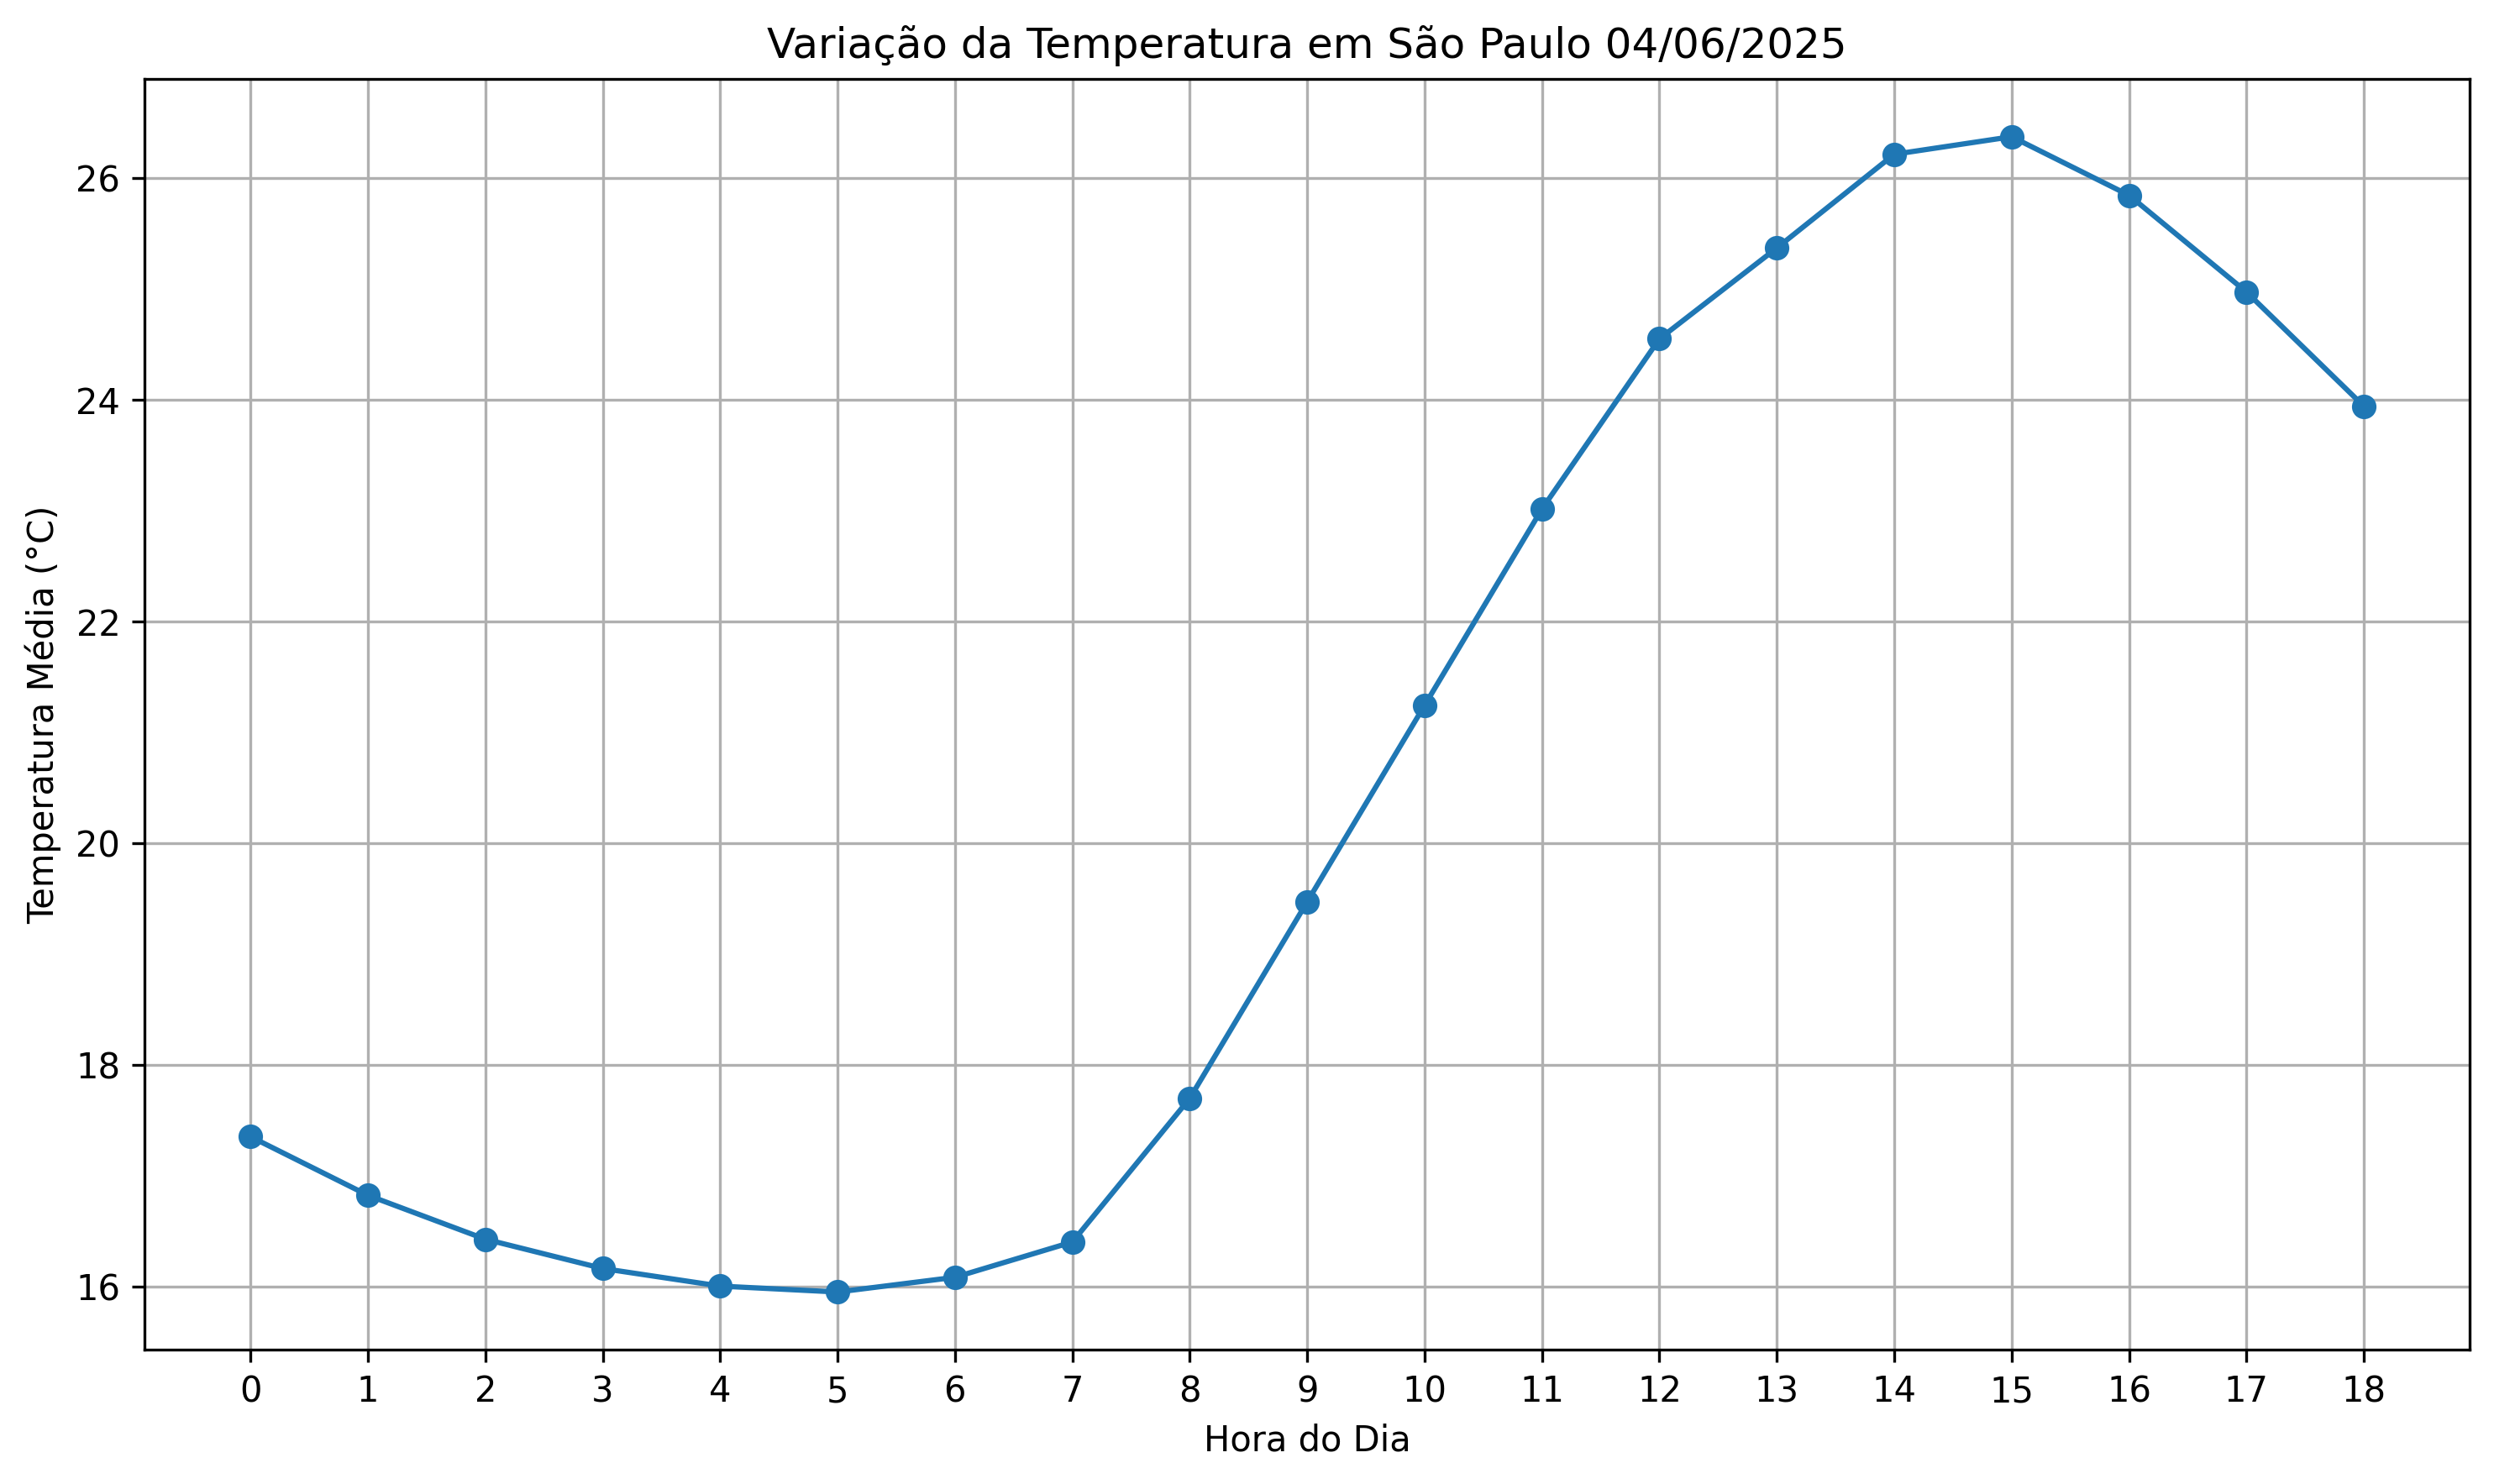 Variação da Temperatura em São Paulo 04/06/2025
Temperatura Média (°C)
26
24
22
20
18
16
0 1 2 3 4 5 6 7 8 9 10 11 12 13 14 15 16 17 18
Hora do Dia